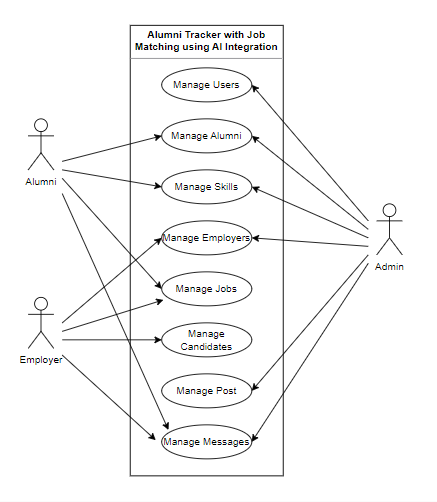 Alumni Tracker with Job
Matching using AI Integration
Manage Users
Manage Alumni
Alumni
Manage Skills
Manage Employers
Admin
Manage Jobs
Manage
Candidates
Employer
Manage Post
Manage Messages